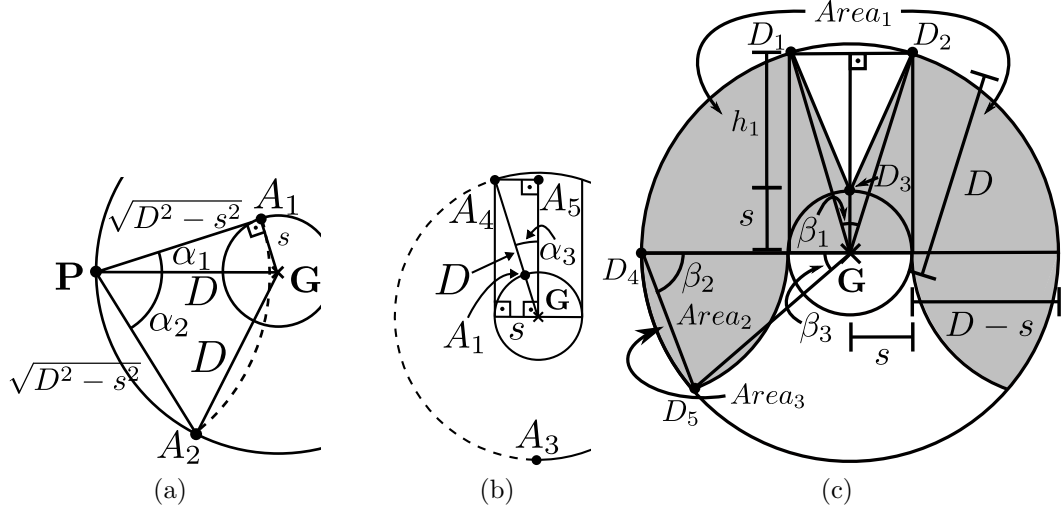 A₁
√D² − s²
s
α₁
P
D
G
α₂
D
√D² − s²
A₂
(a)
A₄
A₅
α₃
D
G
A₁
s
A₃
(b)
Area₁
D₁
D₂
h₁
D₃
D
s
β₁
D₄
β₂
G
Area₂
β₃
D − s
s
D₅
Area₃
(c)